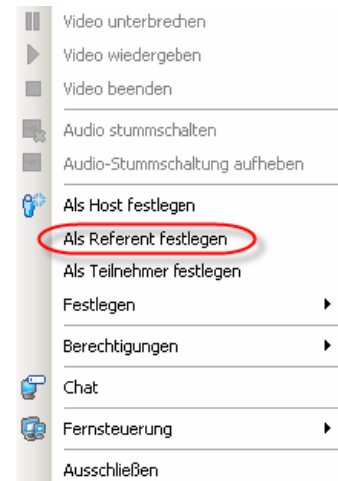 Video unterbrechen
Video wiedergeben
Video beenden
Audio stummschalten
Audio-Stummschaltung aufheben
Als Host festlegen
Als Referent festlegen
Als Teilnehmer festlegen
Festlegen
Berechtigungen
Chat
Fernsteuerung
Ausschließen